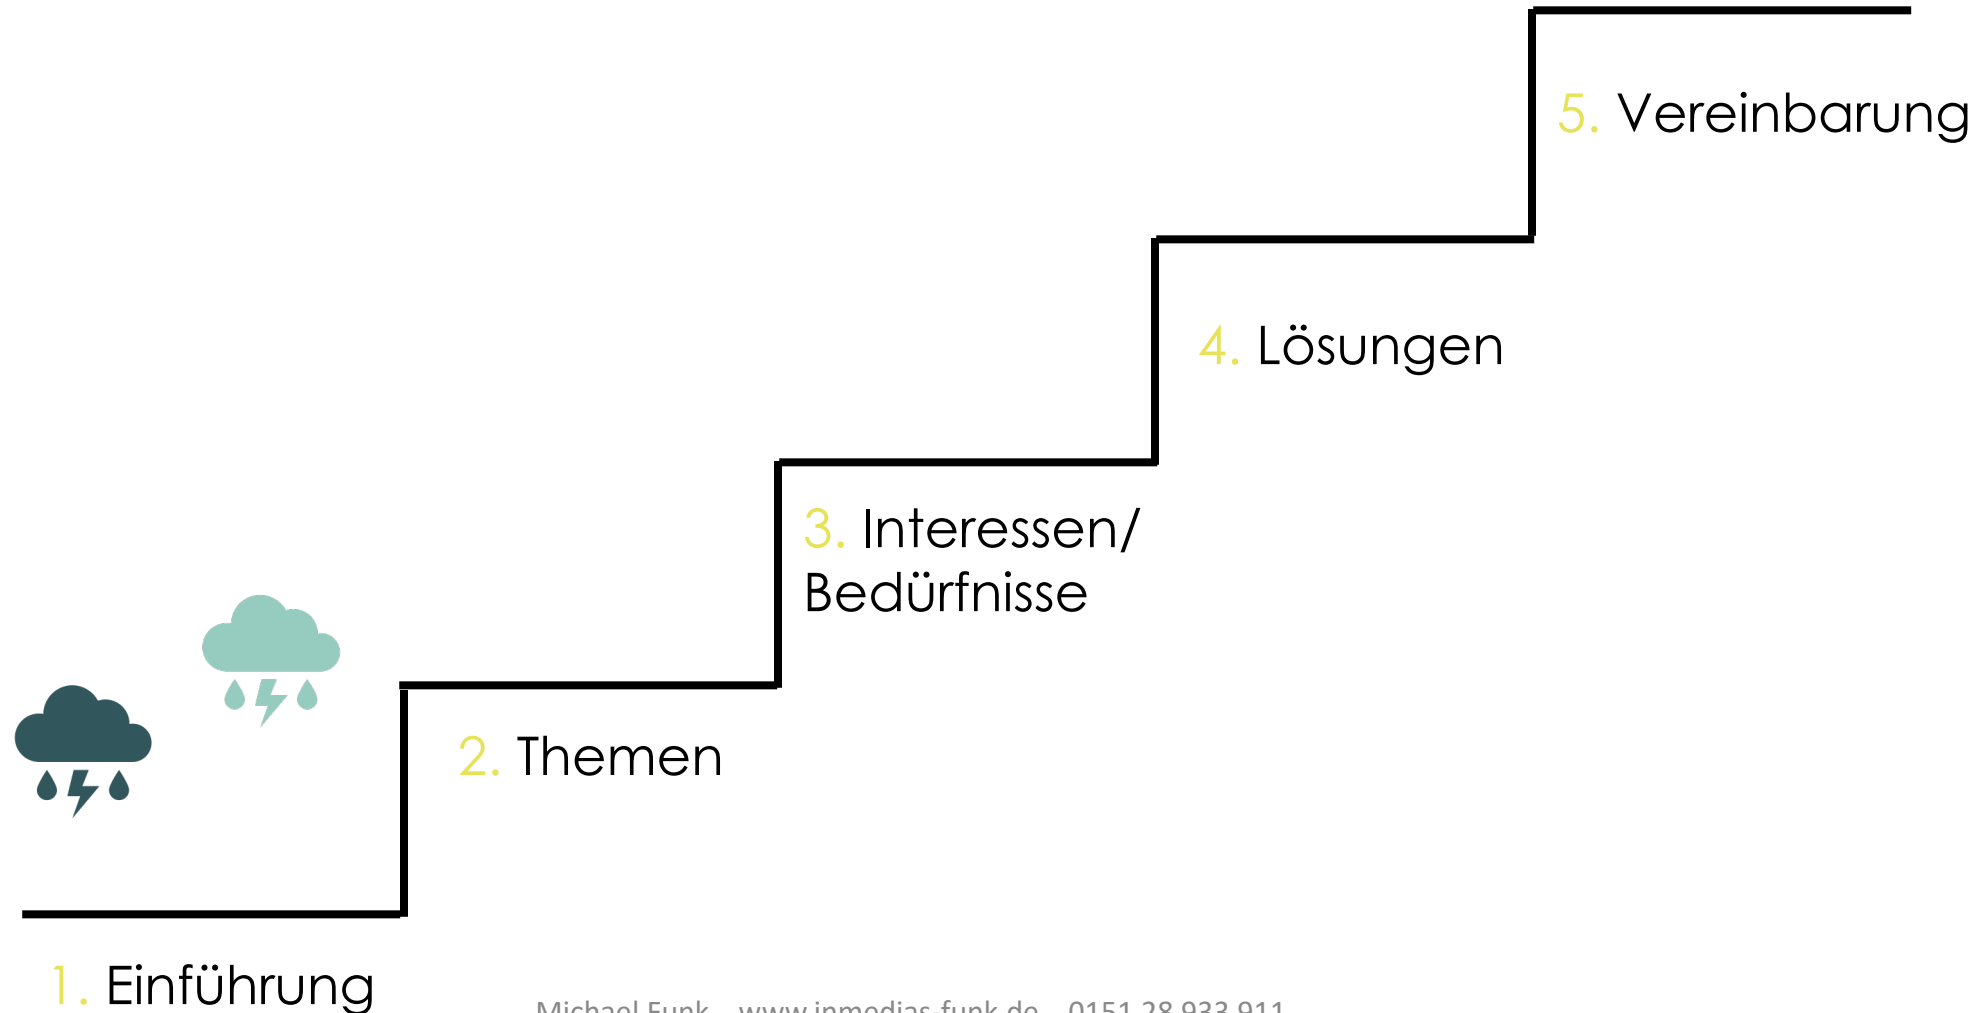 5. Vereinbarung
4. Lösungen
3. Interessen/
Bedürfnisse
2. Themen
1. Einführung
Michael Funk – www.inmedias-funk.de – 0151 28 933 911